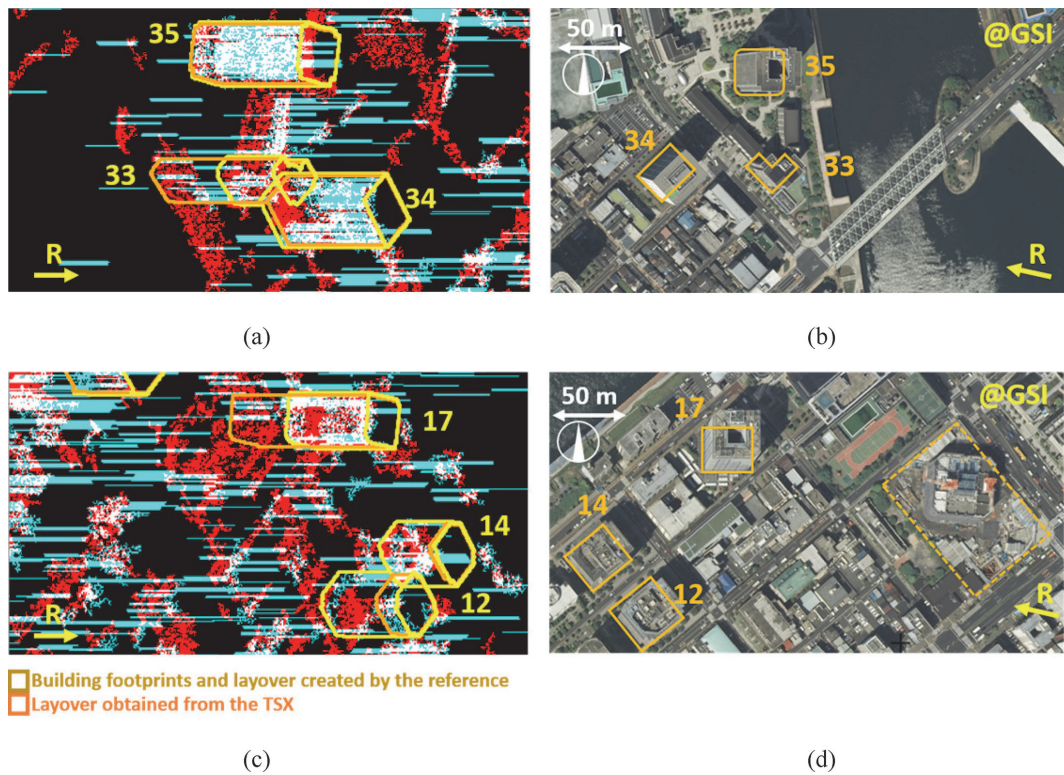 35
33
34
R
50 m
@GSI
35
34
33
R
(a)
(b)
17
14
12
R
50 m
@GSI
17
14
12
R
Building footprints and layover created by the reference
Layover obtained from the TSX
(c)
(d)